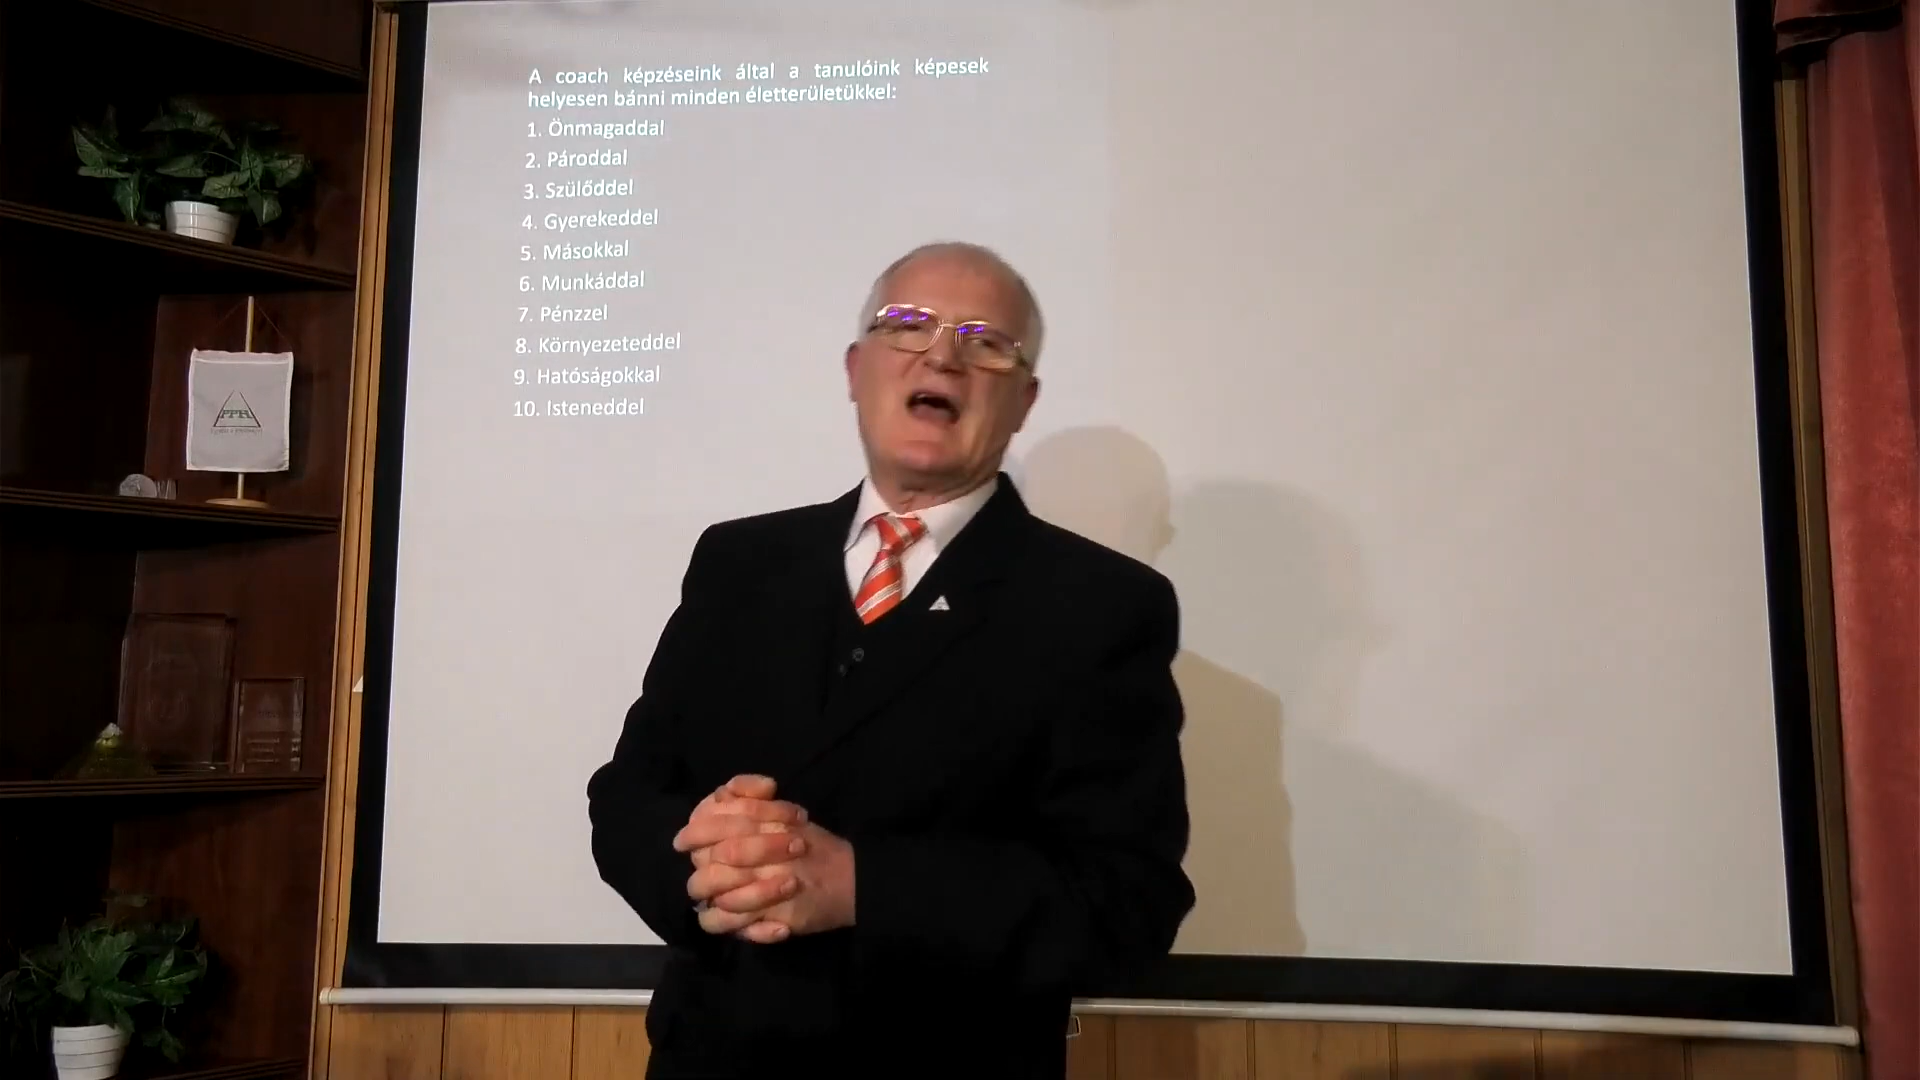 A coach képzéseink által a tanulóink képesek
helyesen bánni minden életterületükkel:
1. Önmagaddal
2. Pároddal
3. Szülőddel
4. Gyerekeddel
5. Másokkal
6. Munkáddal
7. Pénzzel
8. Környezeteddel
9. Hatóságokkal
10. Isteneddel
PPH